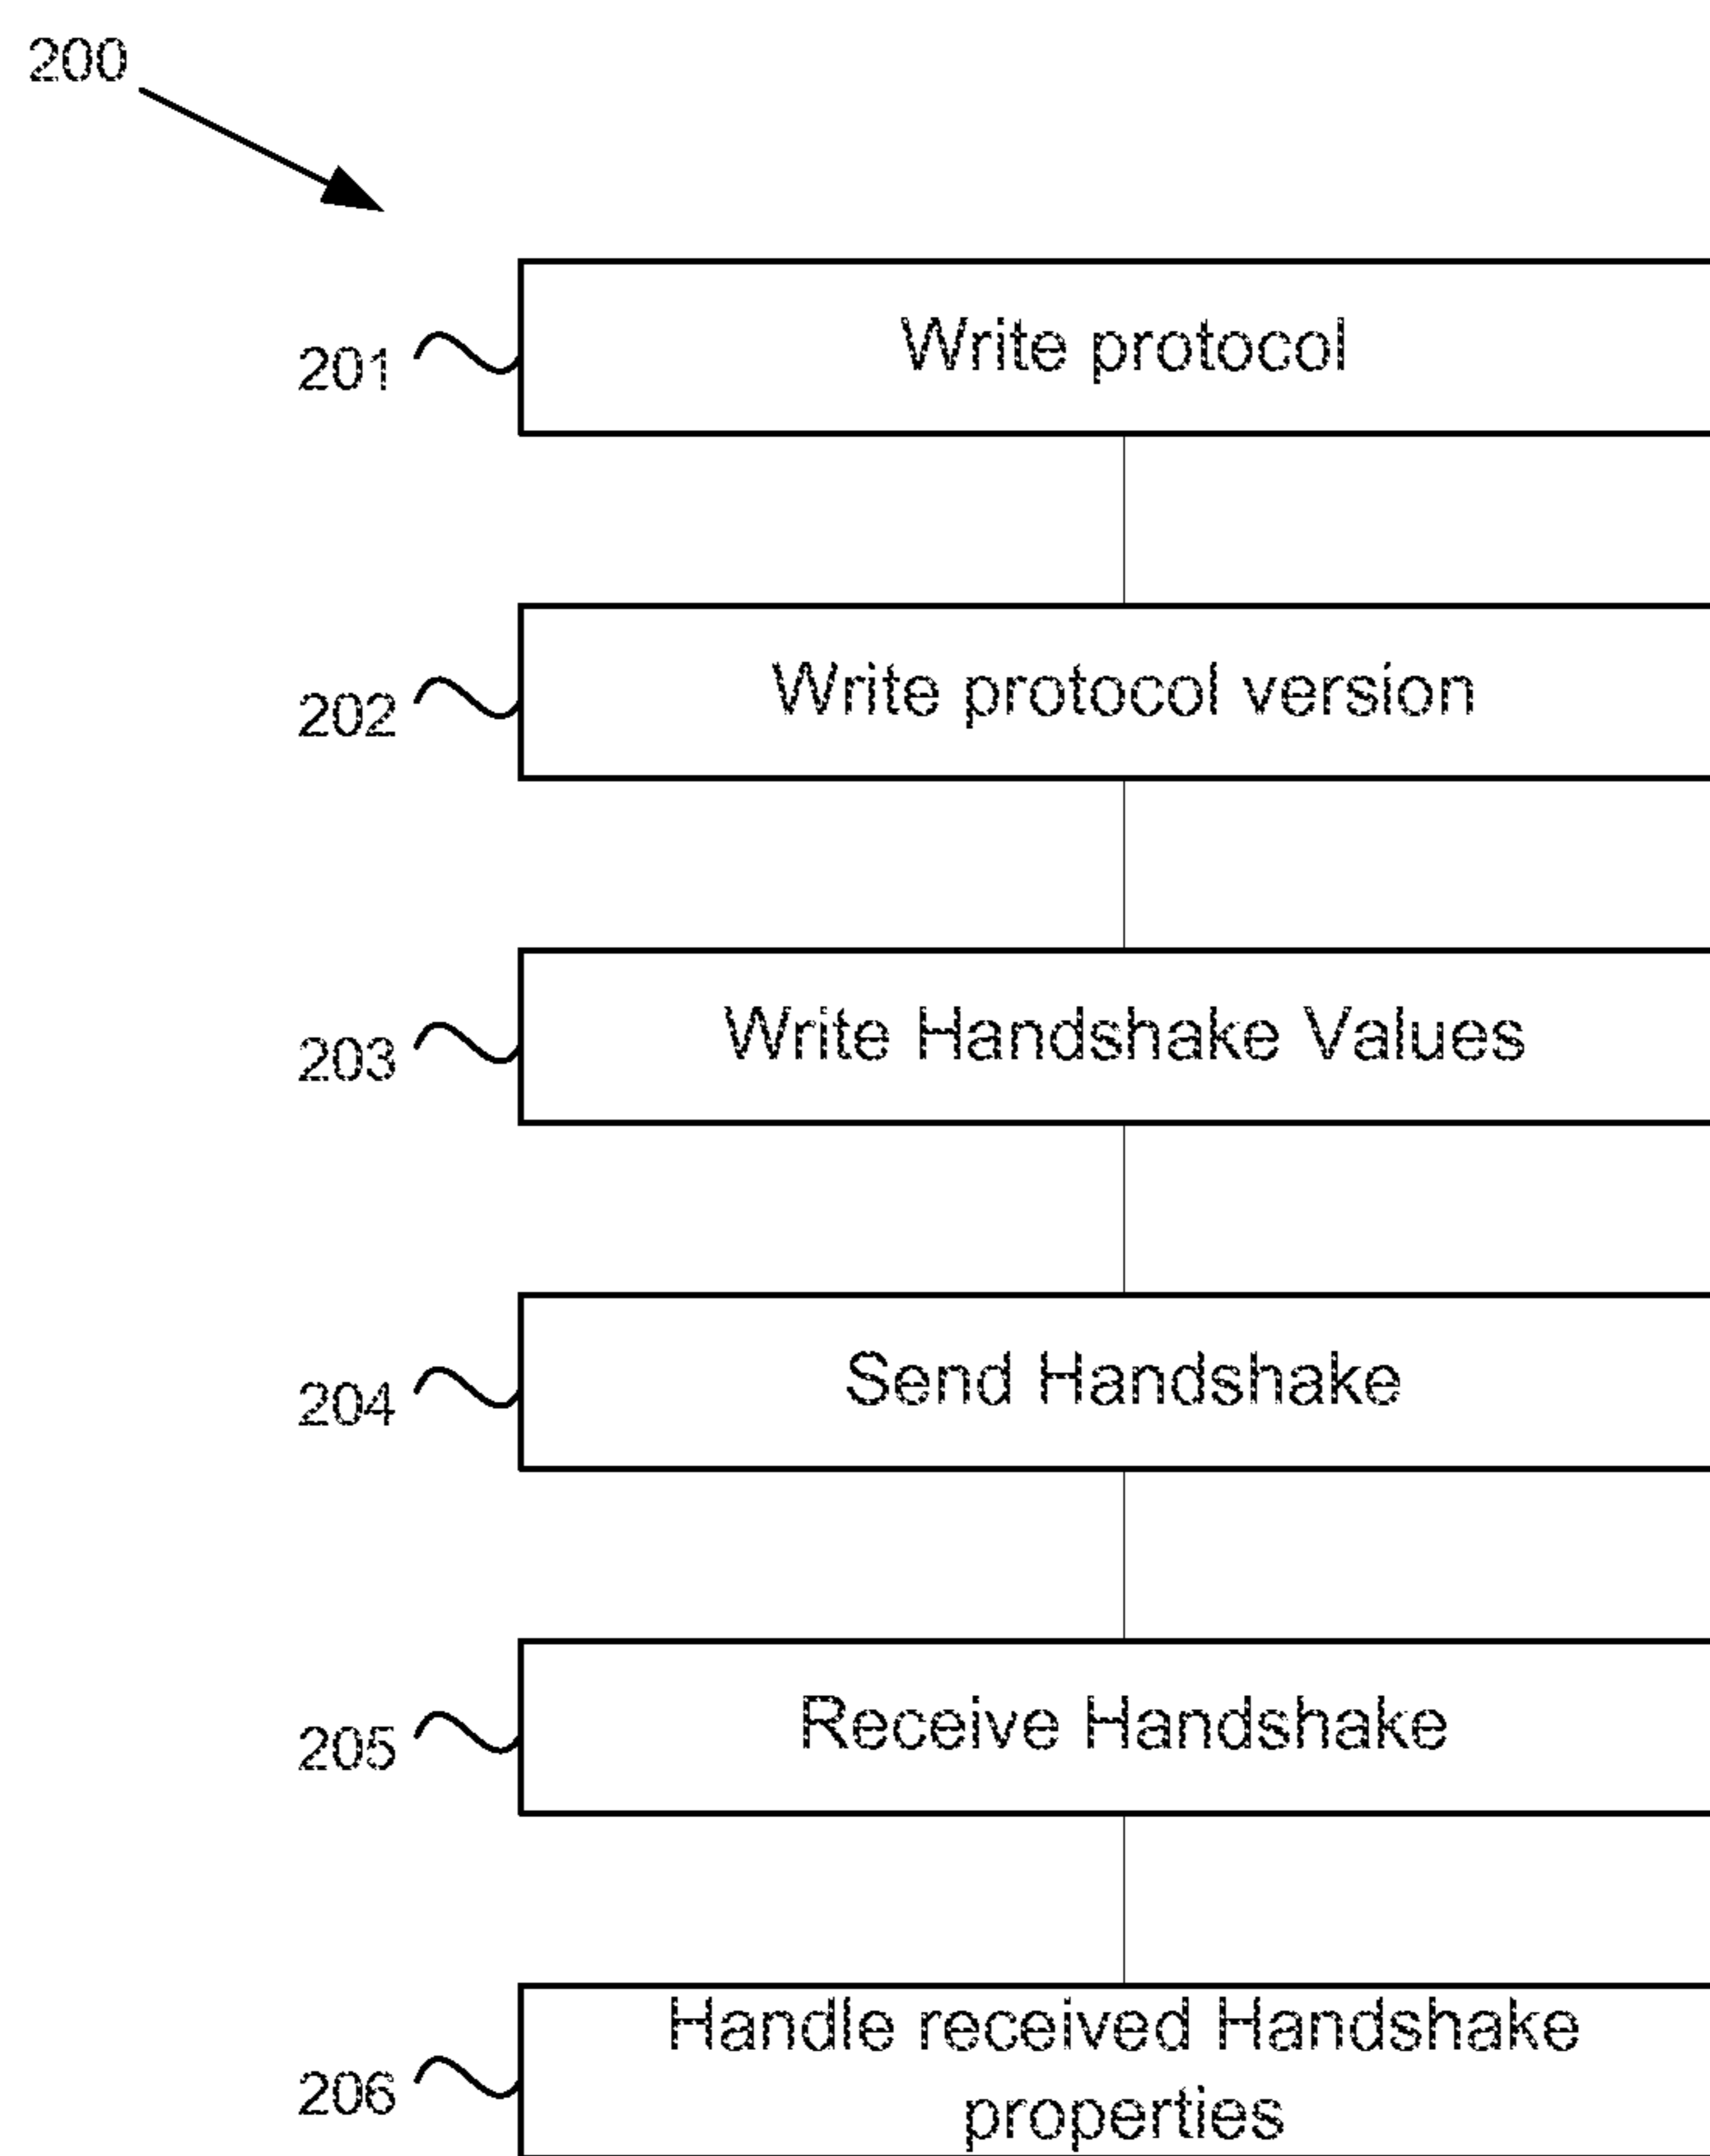 200
201
Write protocol
202
Write protocol version
203
Write Handshake Values
204
Send Handshake
205
Receive Handshake
206
Handle received Handshake
properties